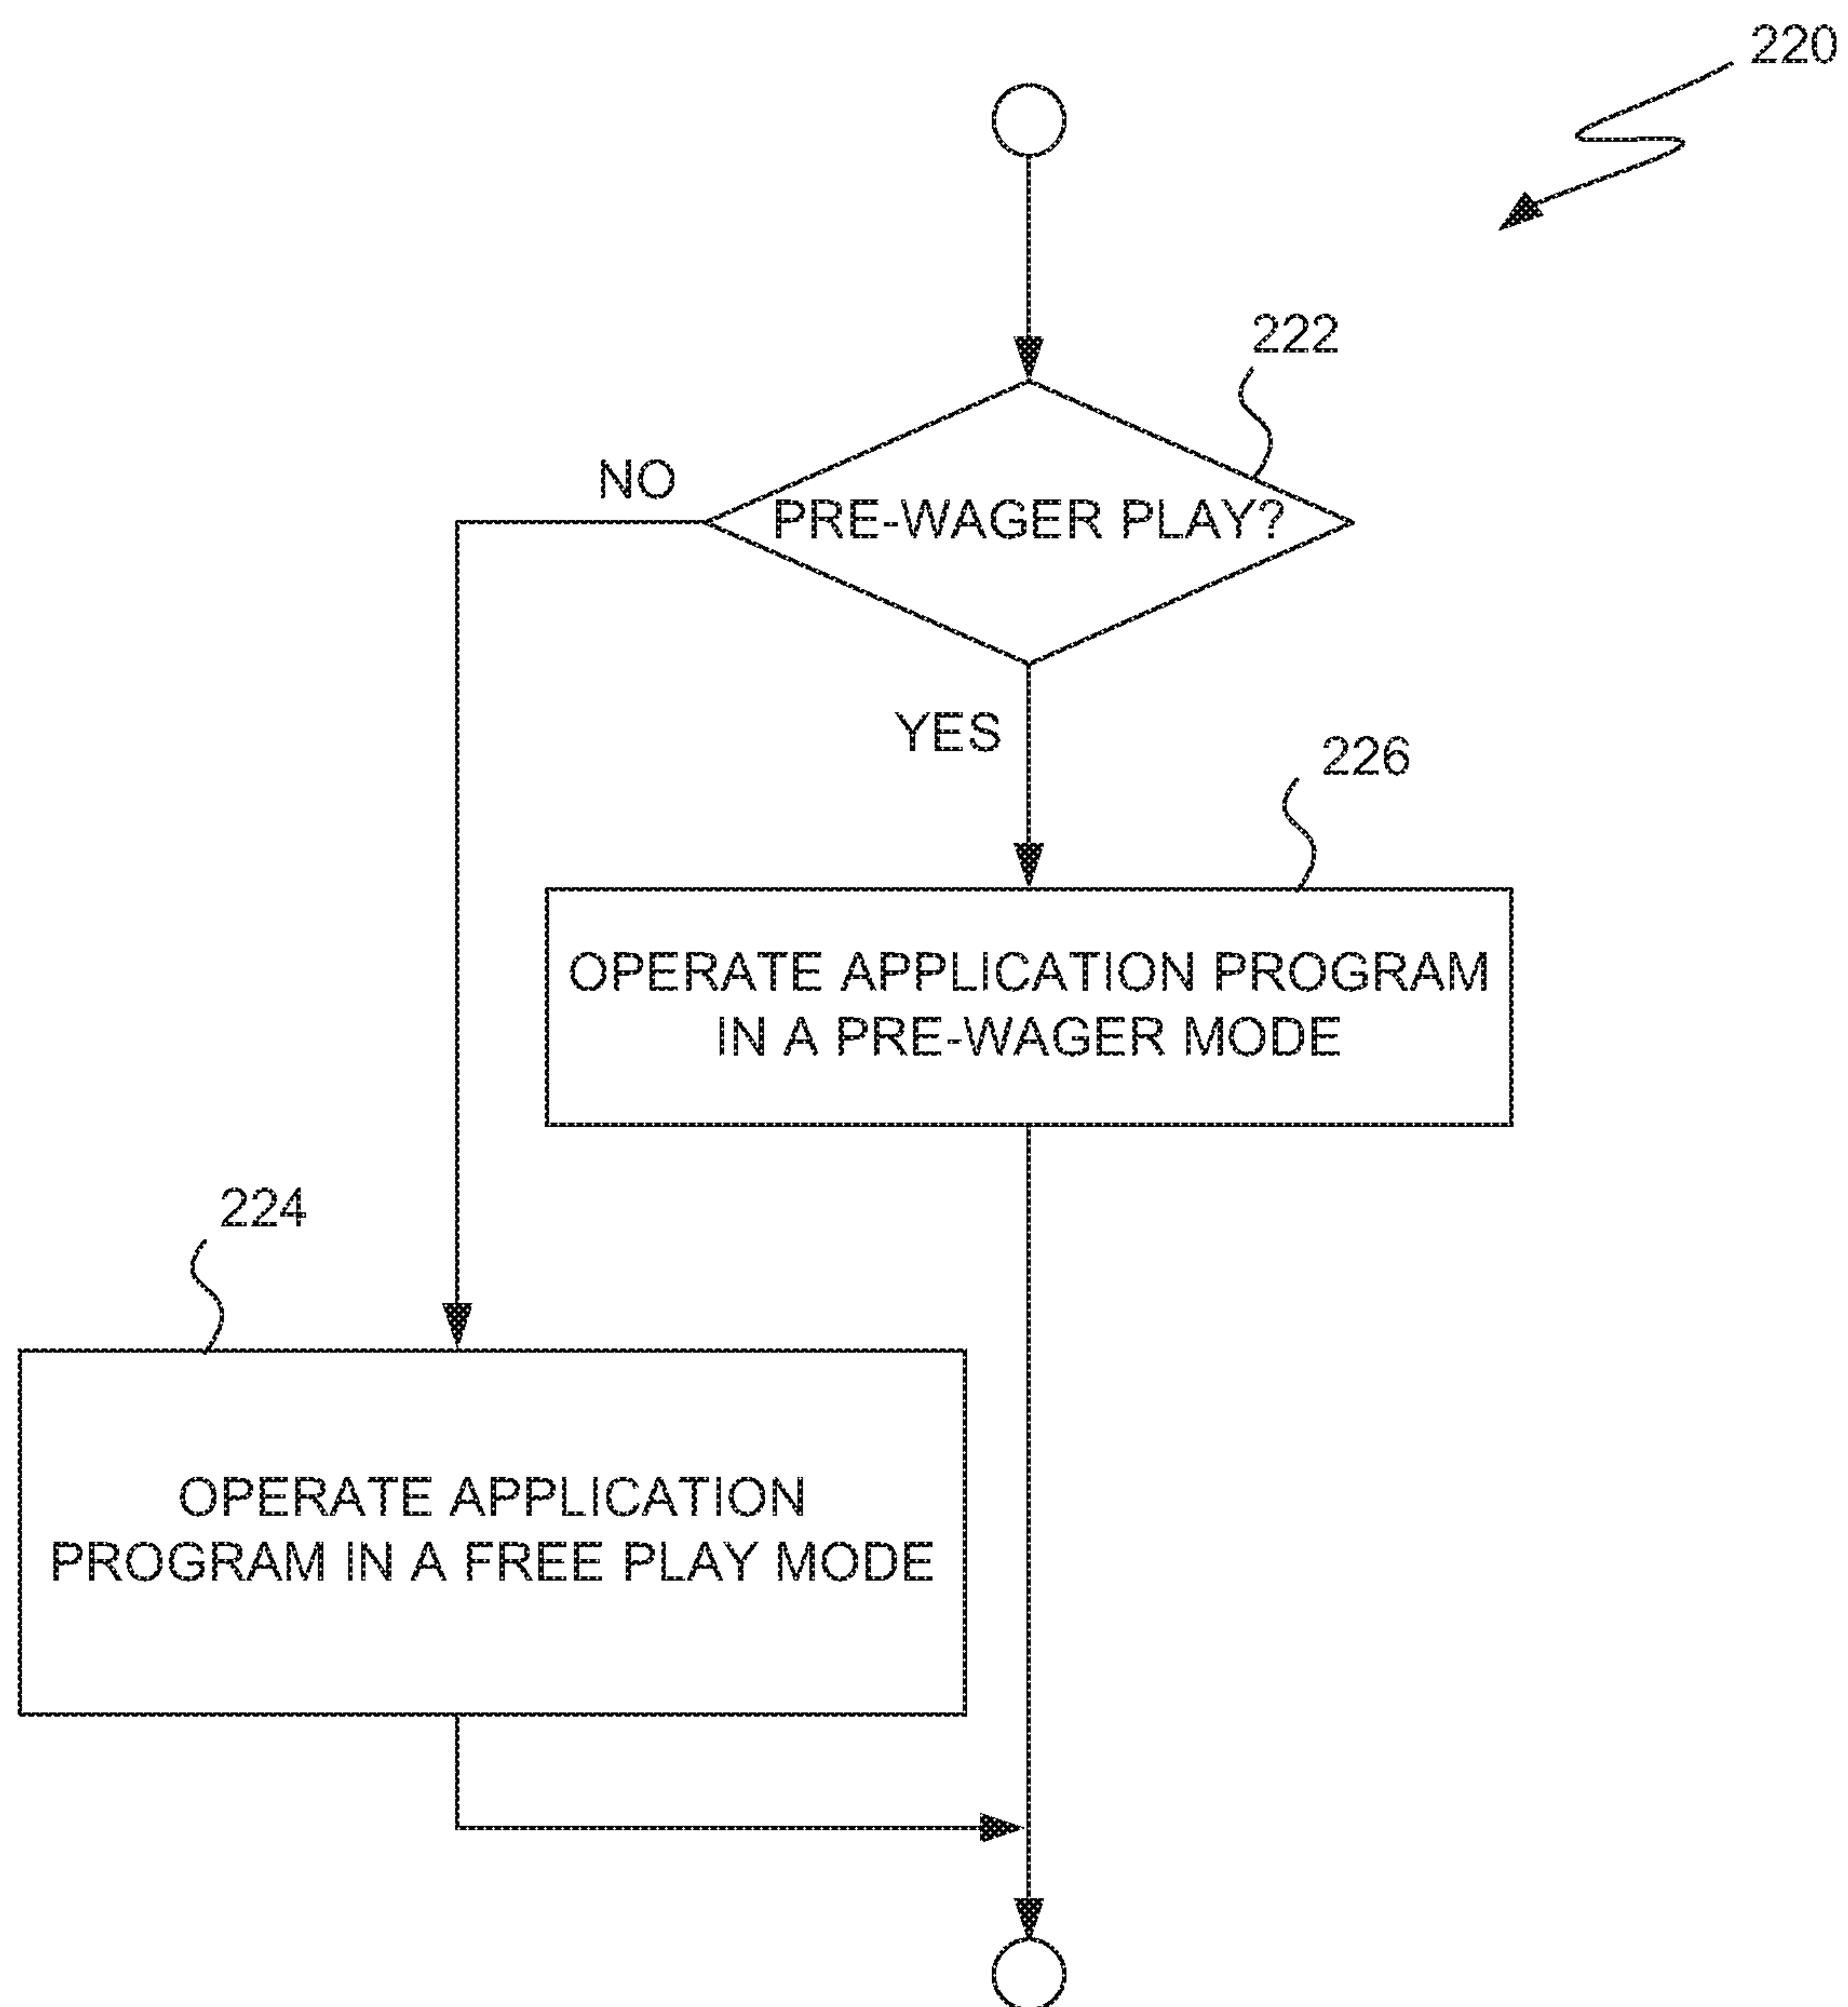 220
222
NO
PRE-WAGER PLAY?
YES
226
OPERATE APPLICATION PROGRAM
IN A PRE-WAGER MODE
224
OPERATE APPLICATION
PROGRAM IN A FREE PLAY MODE